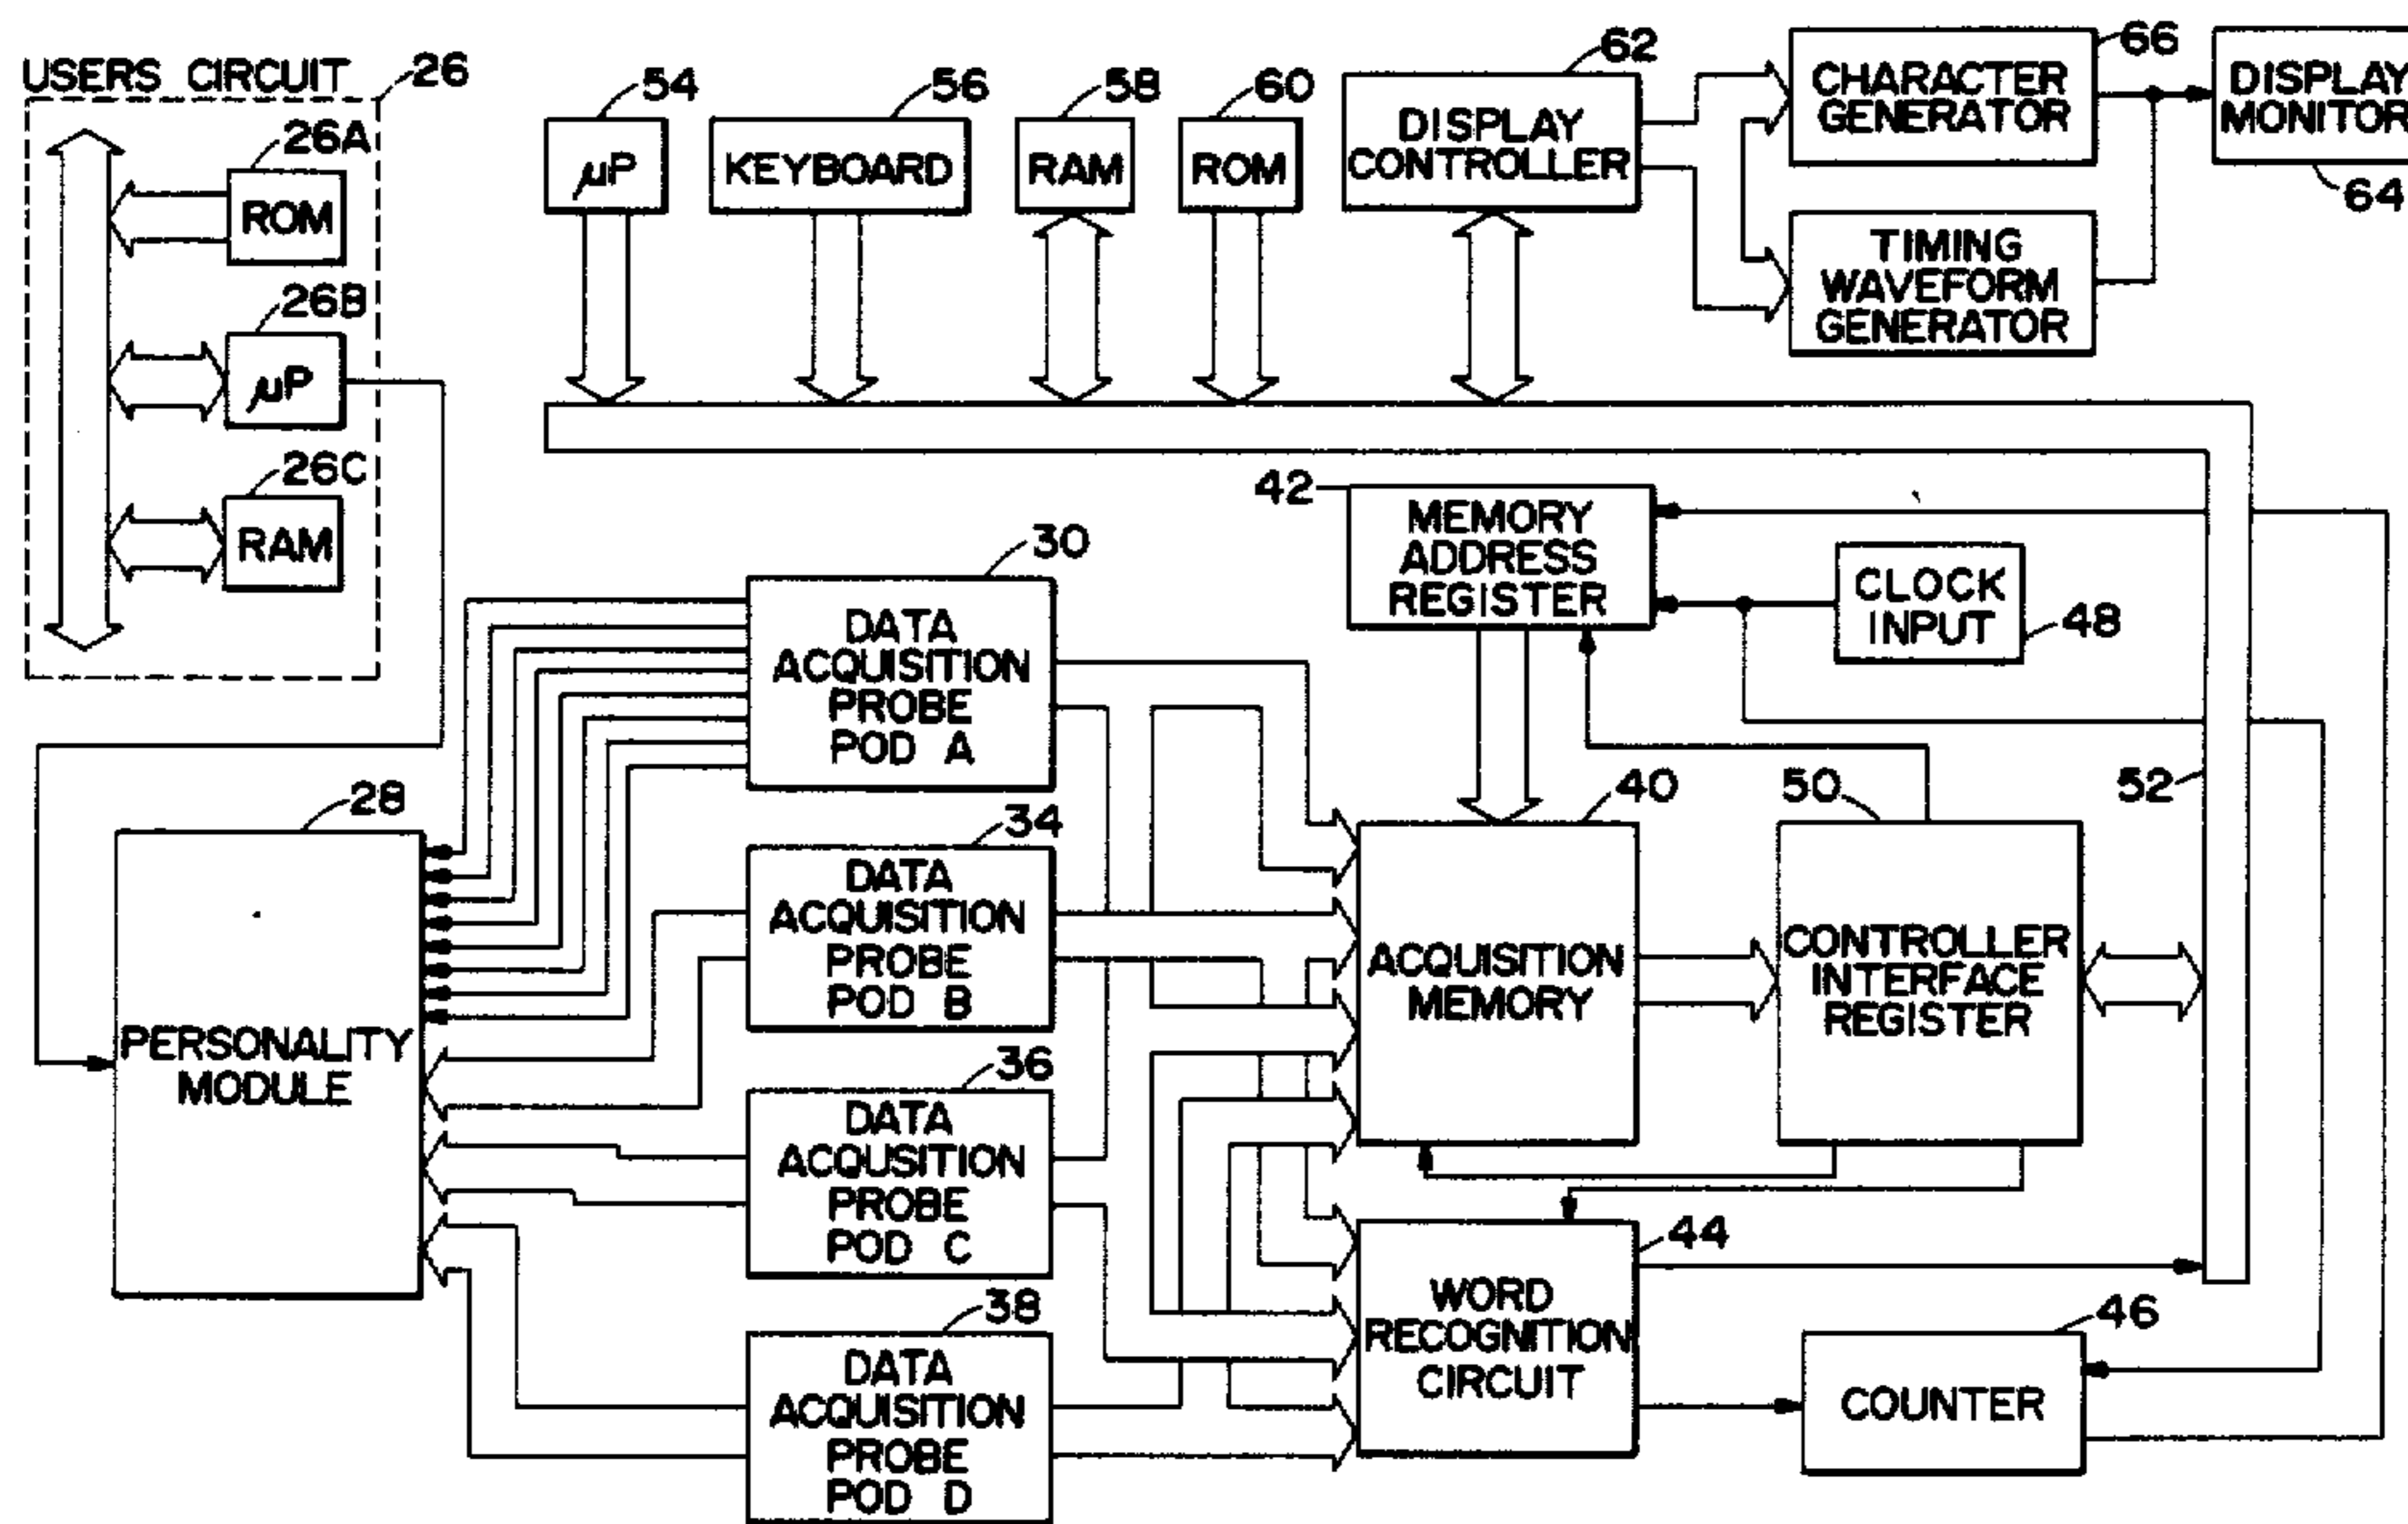 USERS CIRCUIT
26
26A
ROM
26B
µP
26C
RAM
54
µP
56
KEYBOARD
58
RAM
60
ROM
62
DISPLAY
CONTROLLER
66
CHARACTER
GENERATOR
DISPLAY
MONITOR
64
TIMING
WAVEFORM
GENERATOR
42
MEMORY
ADDRESS
REGISTER
CLOCK
INPUT
48
30
DATA
ACQUISITION
PROBE
POD A
28
PERSONALITY
MODULE
34
DATA
ACQUISITION
PROBE
POD B
36
DATA
ACQUSITION
PROBE
POD C
38
DATA
ACQUISITION
PROBE
POD D
40
ACQUISITION
MEMORY
50
CONTROLLER
INTERFACE
REGISTER
52
44
WORD
RECOGNITION
CIRCUIT
46
COUNTER